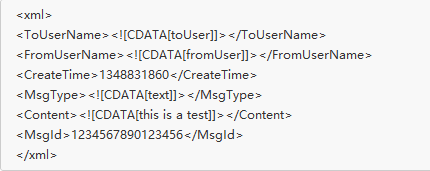 <xml>
<ToUserName><![CDATA[toUser]]></ToUserName>
<FromUserName><![CDATA[fromUser]]></FromUserName>
<CreateTime>1348831860</CreateTime>
<MsgType><![CDATA[text]]></MsgType>
<Content><![CDATA[this is a test]]></Content>
<MsgId>1234567890123456</MsgId>
</xml>